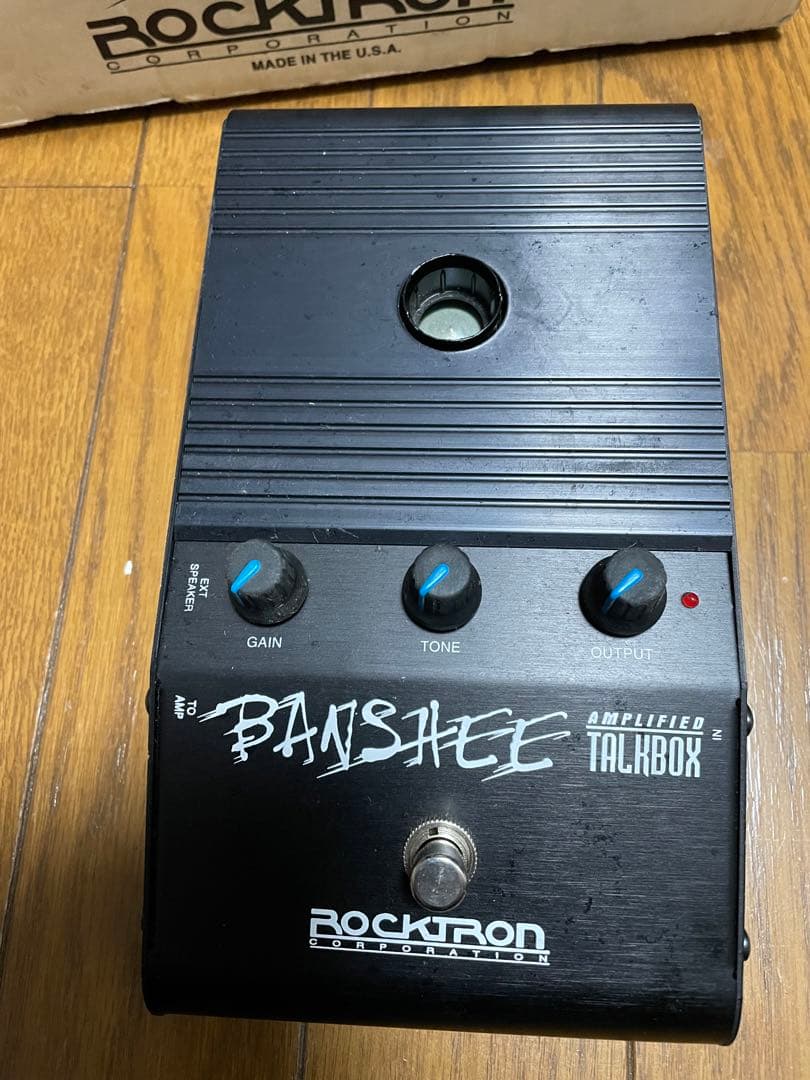 ROCKTRON
CORPORATION
MADE IN THE U.S.A.
EXT
SPEAKER
GAIN
TONE
OUTPUT
TO
AMP
BANSHEE
AMPLIFIED
TALKBOX
IN
ROCKTRON
CORPORATION